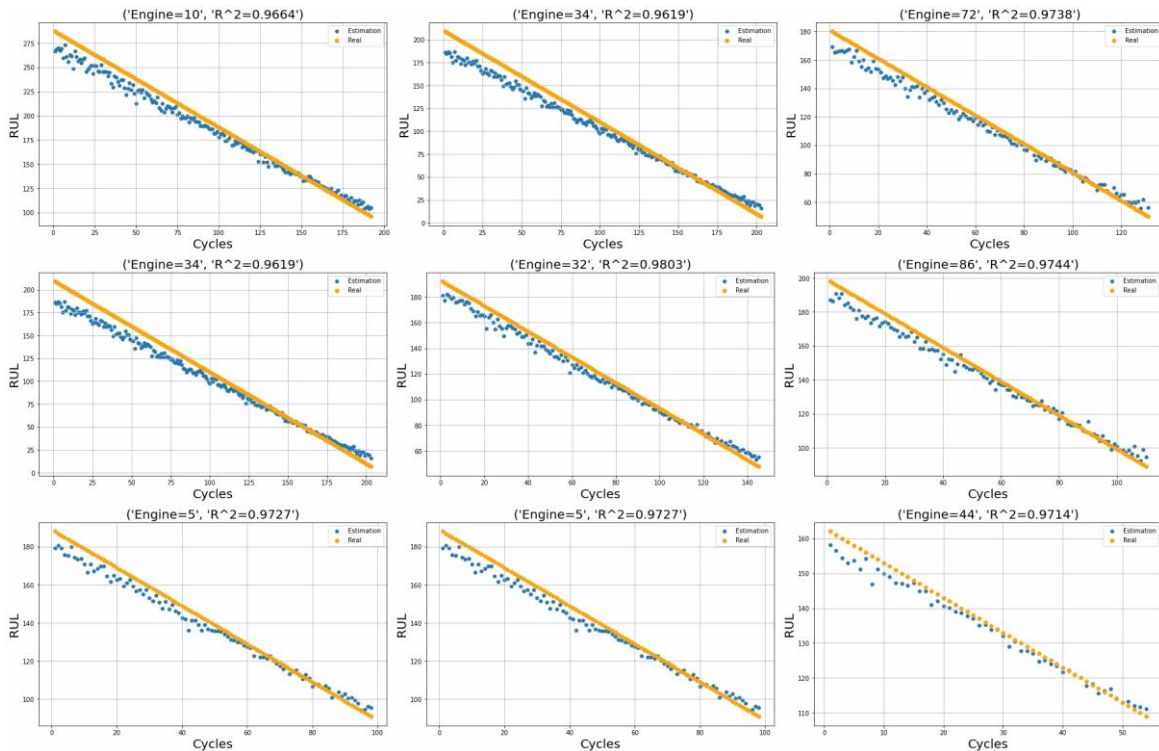 ('Engine=10', 'R^2=0.9664')
Estimation
Real
RUL
275
250
225
200
175
150
125
100
0 25 50 75 100 125 150 175 200
Cycles
('Engine=34', 'R^2=0.9619')
Estimation
Real
RUL
200
175
150
125
100
75
50
25
0
0 25 50 75 100 125 150 175 200
Cycles
('Engine=72', 'R^2=0.9738')
Estimation
Real
RUL
180
160
140
120
100
80
60
0 20 40 60 80 100 120
Cycles
('Engine=34', 'R^2=0.9619')
Estimation
Real
RUL
200
175
150
125
100
75
50
25
0
0 25 50 75 100 125 150 175 200
Cycles
('Engine=32', 'R^2=0.9803')
Estimation
Real
RUL
180
160
140
120
100
80
60
0 20 40 60 80 100 120 140
Cycles
('Engine=86', 'R^2=0.9744')
Estimation
Real
RUL
200
180
160
140
120
100
0 20 40 60 80 100
Cycles
('Engine=5', 'R^2=0.9727')
Estimation
Real
RUL
180
160
140
120
100
0 20 40 60 80 100
Cycles
('Engine=5', 'R^2=0.9727')
Estimation
Real
RUL
180
160
140
120
100
0 20 40 60 80 100
Cycles
('Engine=44', 'R^2=0.9714')
Estimation
Real
RUL
160
150
140
130
120
110
0 10 20 30 40 50
Cycles